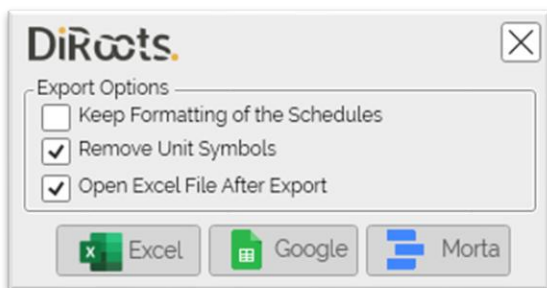 DiRoots.
Export Options
Keep Formatting of the Schedules
Remove Unit Symbols
Open Excel File After Export
Excel
Google
Morta